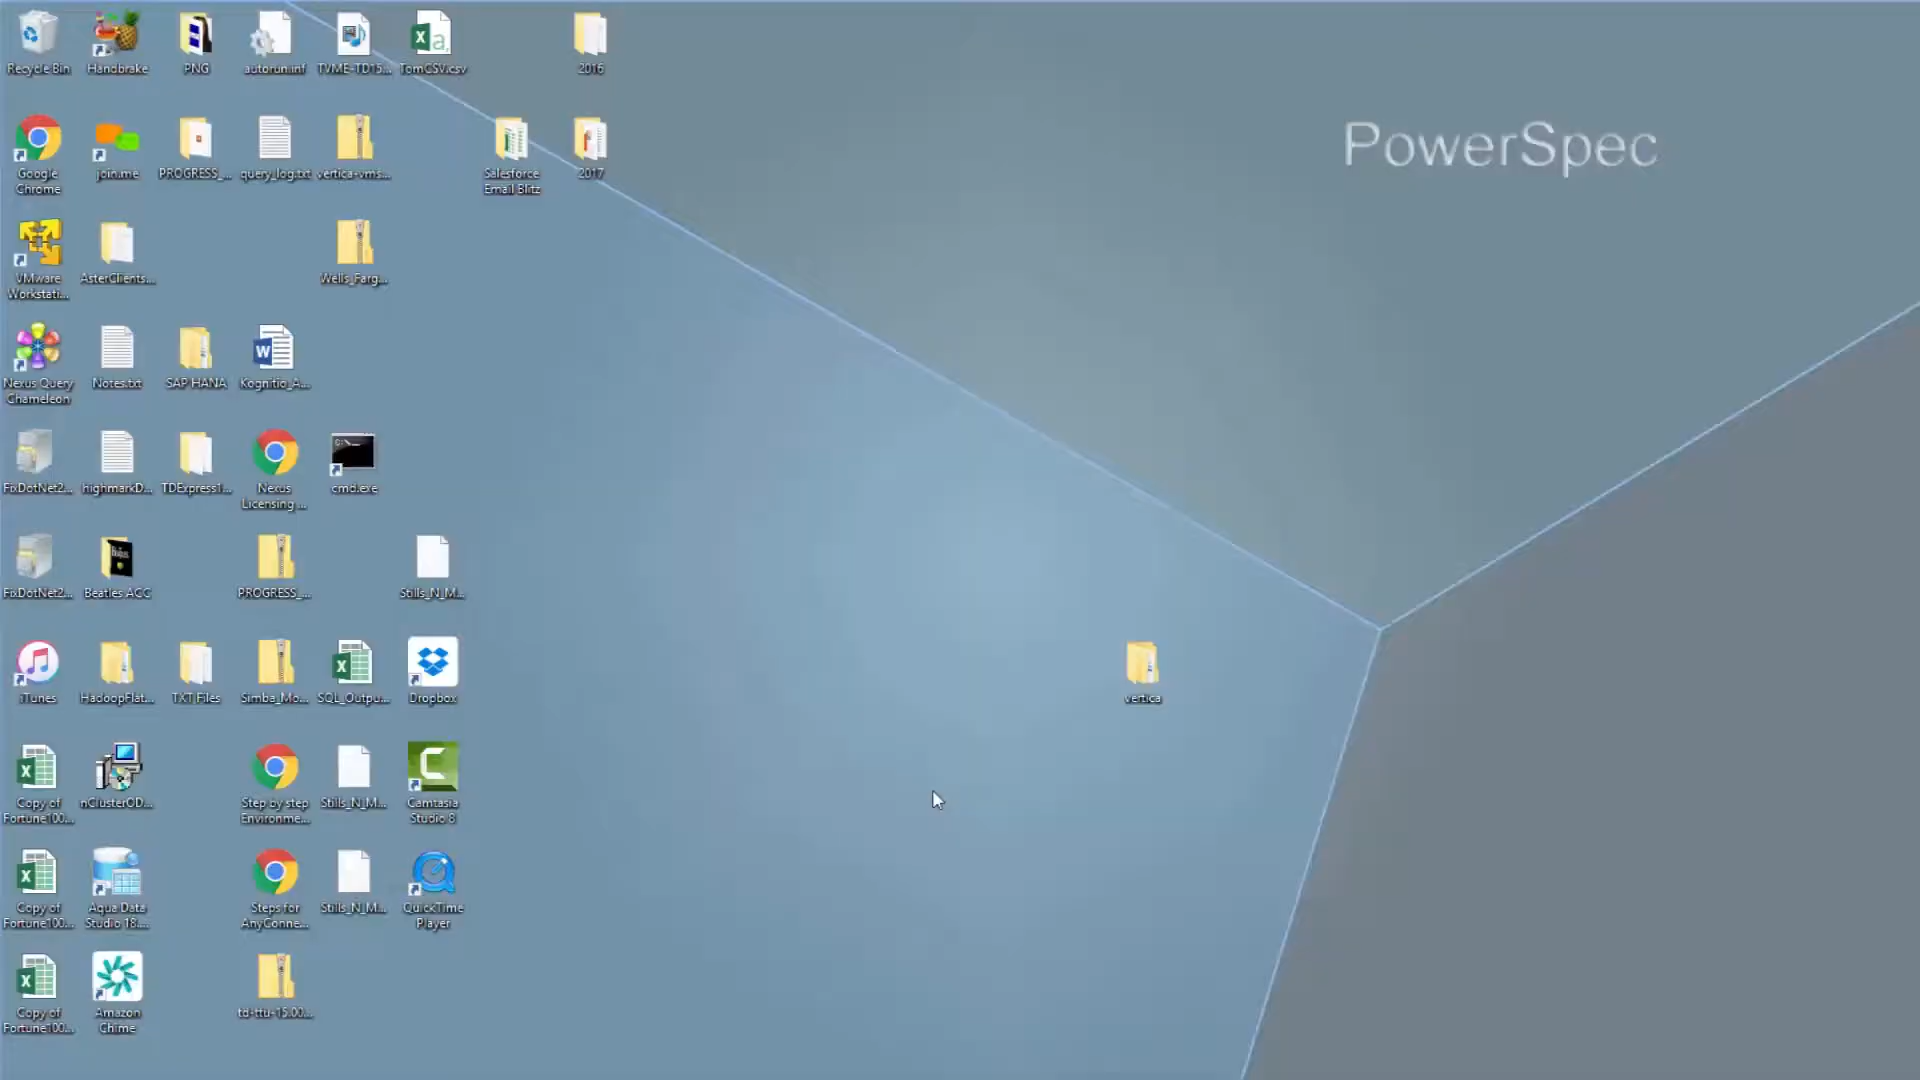 PowerSpec
Recycle Bin
Handbrake
PNG
autorun.inf
TVME-TD15...
TomCSV.csv
2016
Google
Chrome
join.me
PROGRESS_...
query_log.txt
vertica-vms...
Salesforce
Email Blitz
2017
VMware
Workstati...
AsterClients...
Wells_Farg...
Nexus Query
Chameleon
Notes.txt
SAP HANA
Kognitio_A...
FixDotNet2...
highmarkD...
TDExpress1...
Nexus
Licensing ...
cmd.exe
FixDotNet2...
Beatles ACC
PROGRESS_...
Stills_N_M...
iTunes
HadoopFlat...
TXT Files
Simba_Mo...
SQL_Outpu...
Dropbox
vertica
Copy of
Fortune100...
nClusterOD...
Step by step
Environme...
Stills_N_M...
Camtasia
Studio 8
Copy of
Fortune100...
Aqua Data
Studio 18....
Steps for
AnyConne...
Stills_N_M...
QuickTime
Player
Copy of
Fortune100...
Amazon
Chime
td-ttu-15.00...